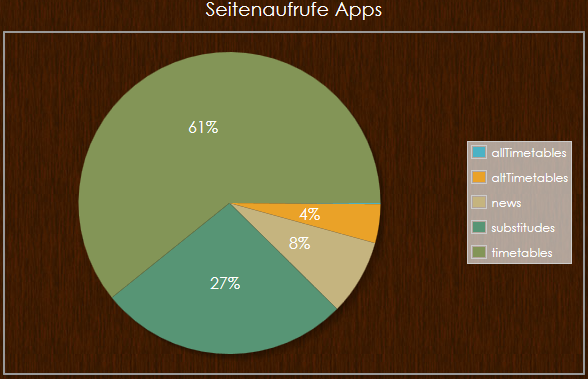 Seitenaufrufe Apps
61%
4%
8%
27%
allTimetables
altTimetables
news
substitudes
timetables